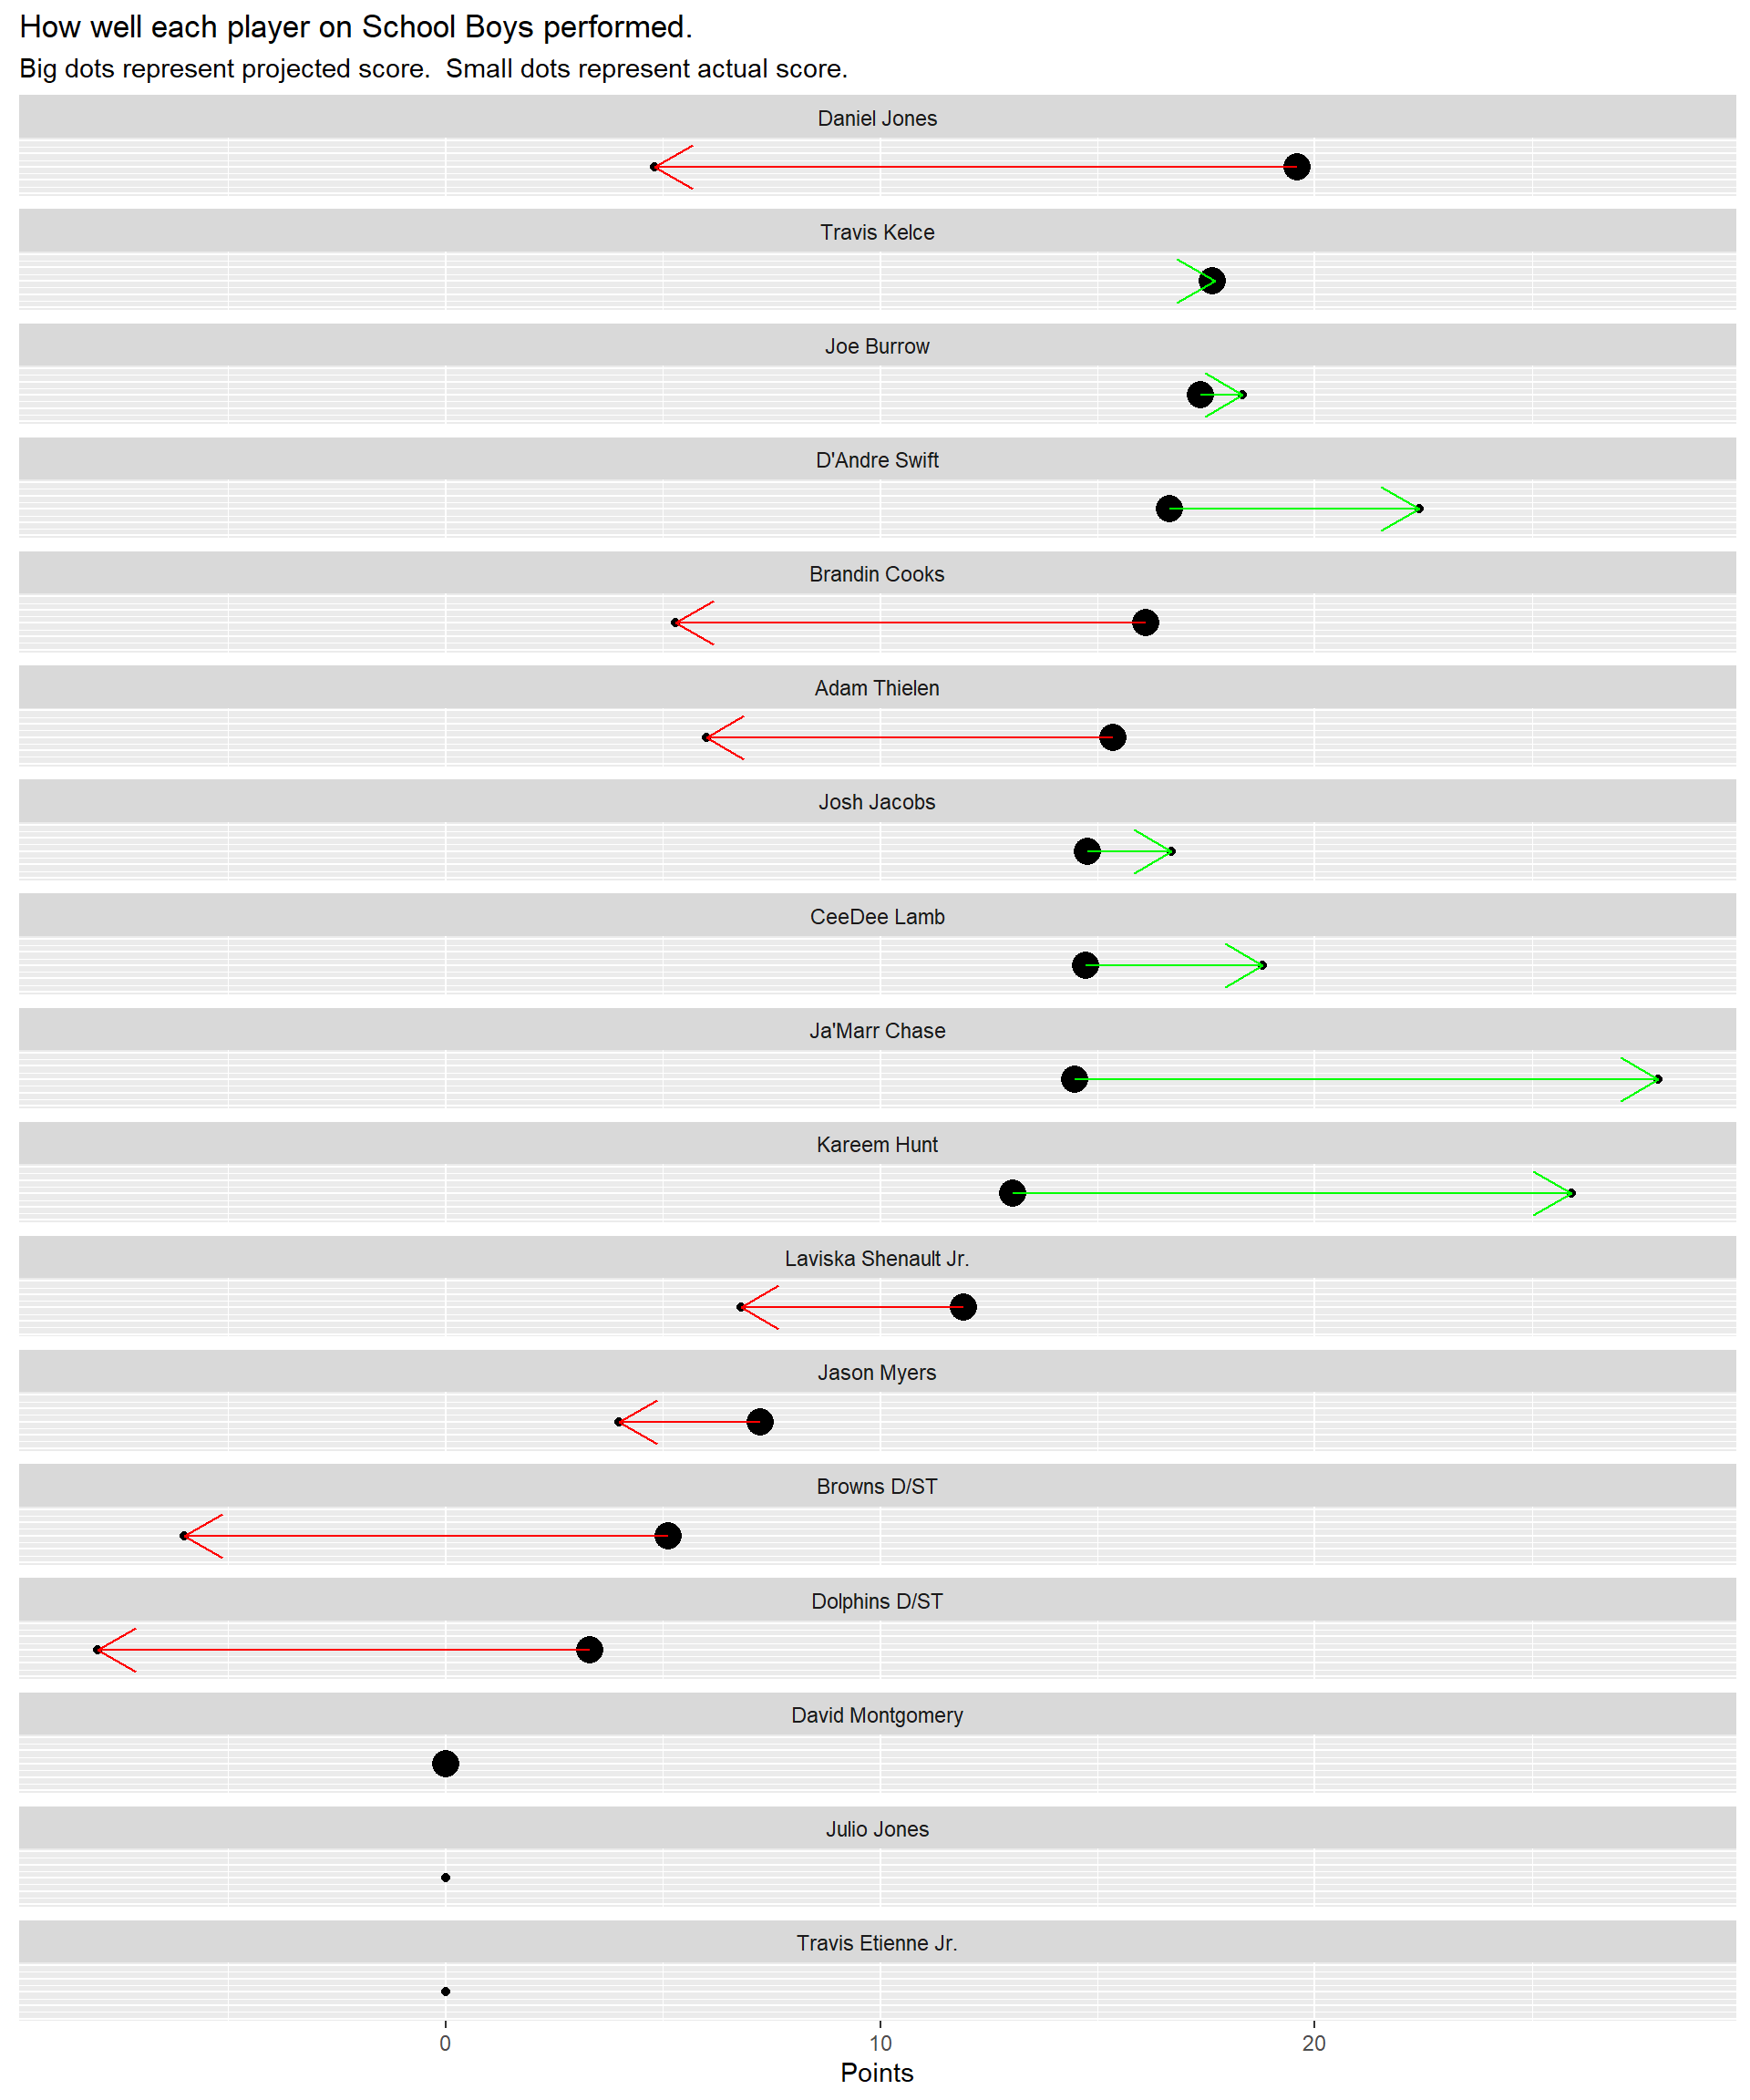 How well each player on School Boys performed.
Big dots represent projected score.  Small dots represent actual score.
Daniel Jones
Travis Kelce
Joe Burrow
D'Andre Swift
Brandin Cooks
Adam Thielen
Josh Jacobs
CeeDee Lamb
Ja'Marr Chase
Kareem Hunt
Laviska Shenault Jr.
Jason Myers
Browns D/ST
Dolphins D/ST
David Montgomery
Julio Jones
Travis Etienne Jr.
0 10 20
Points